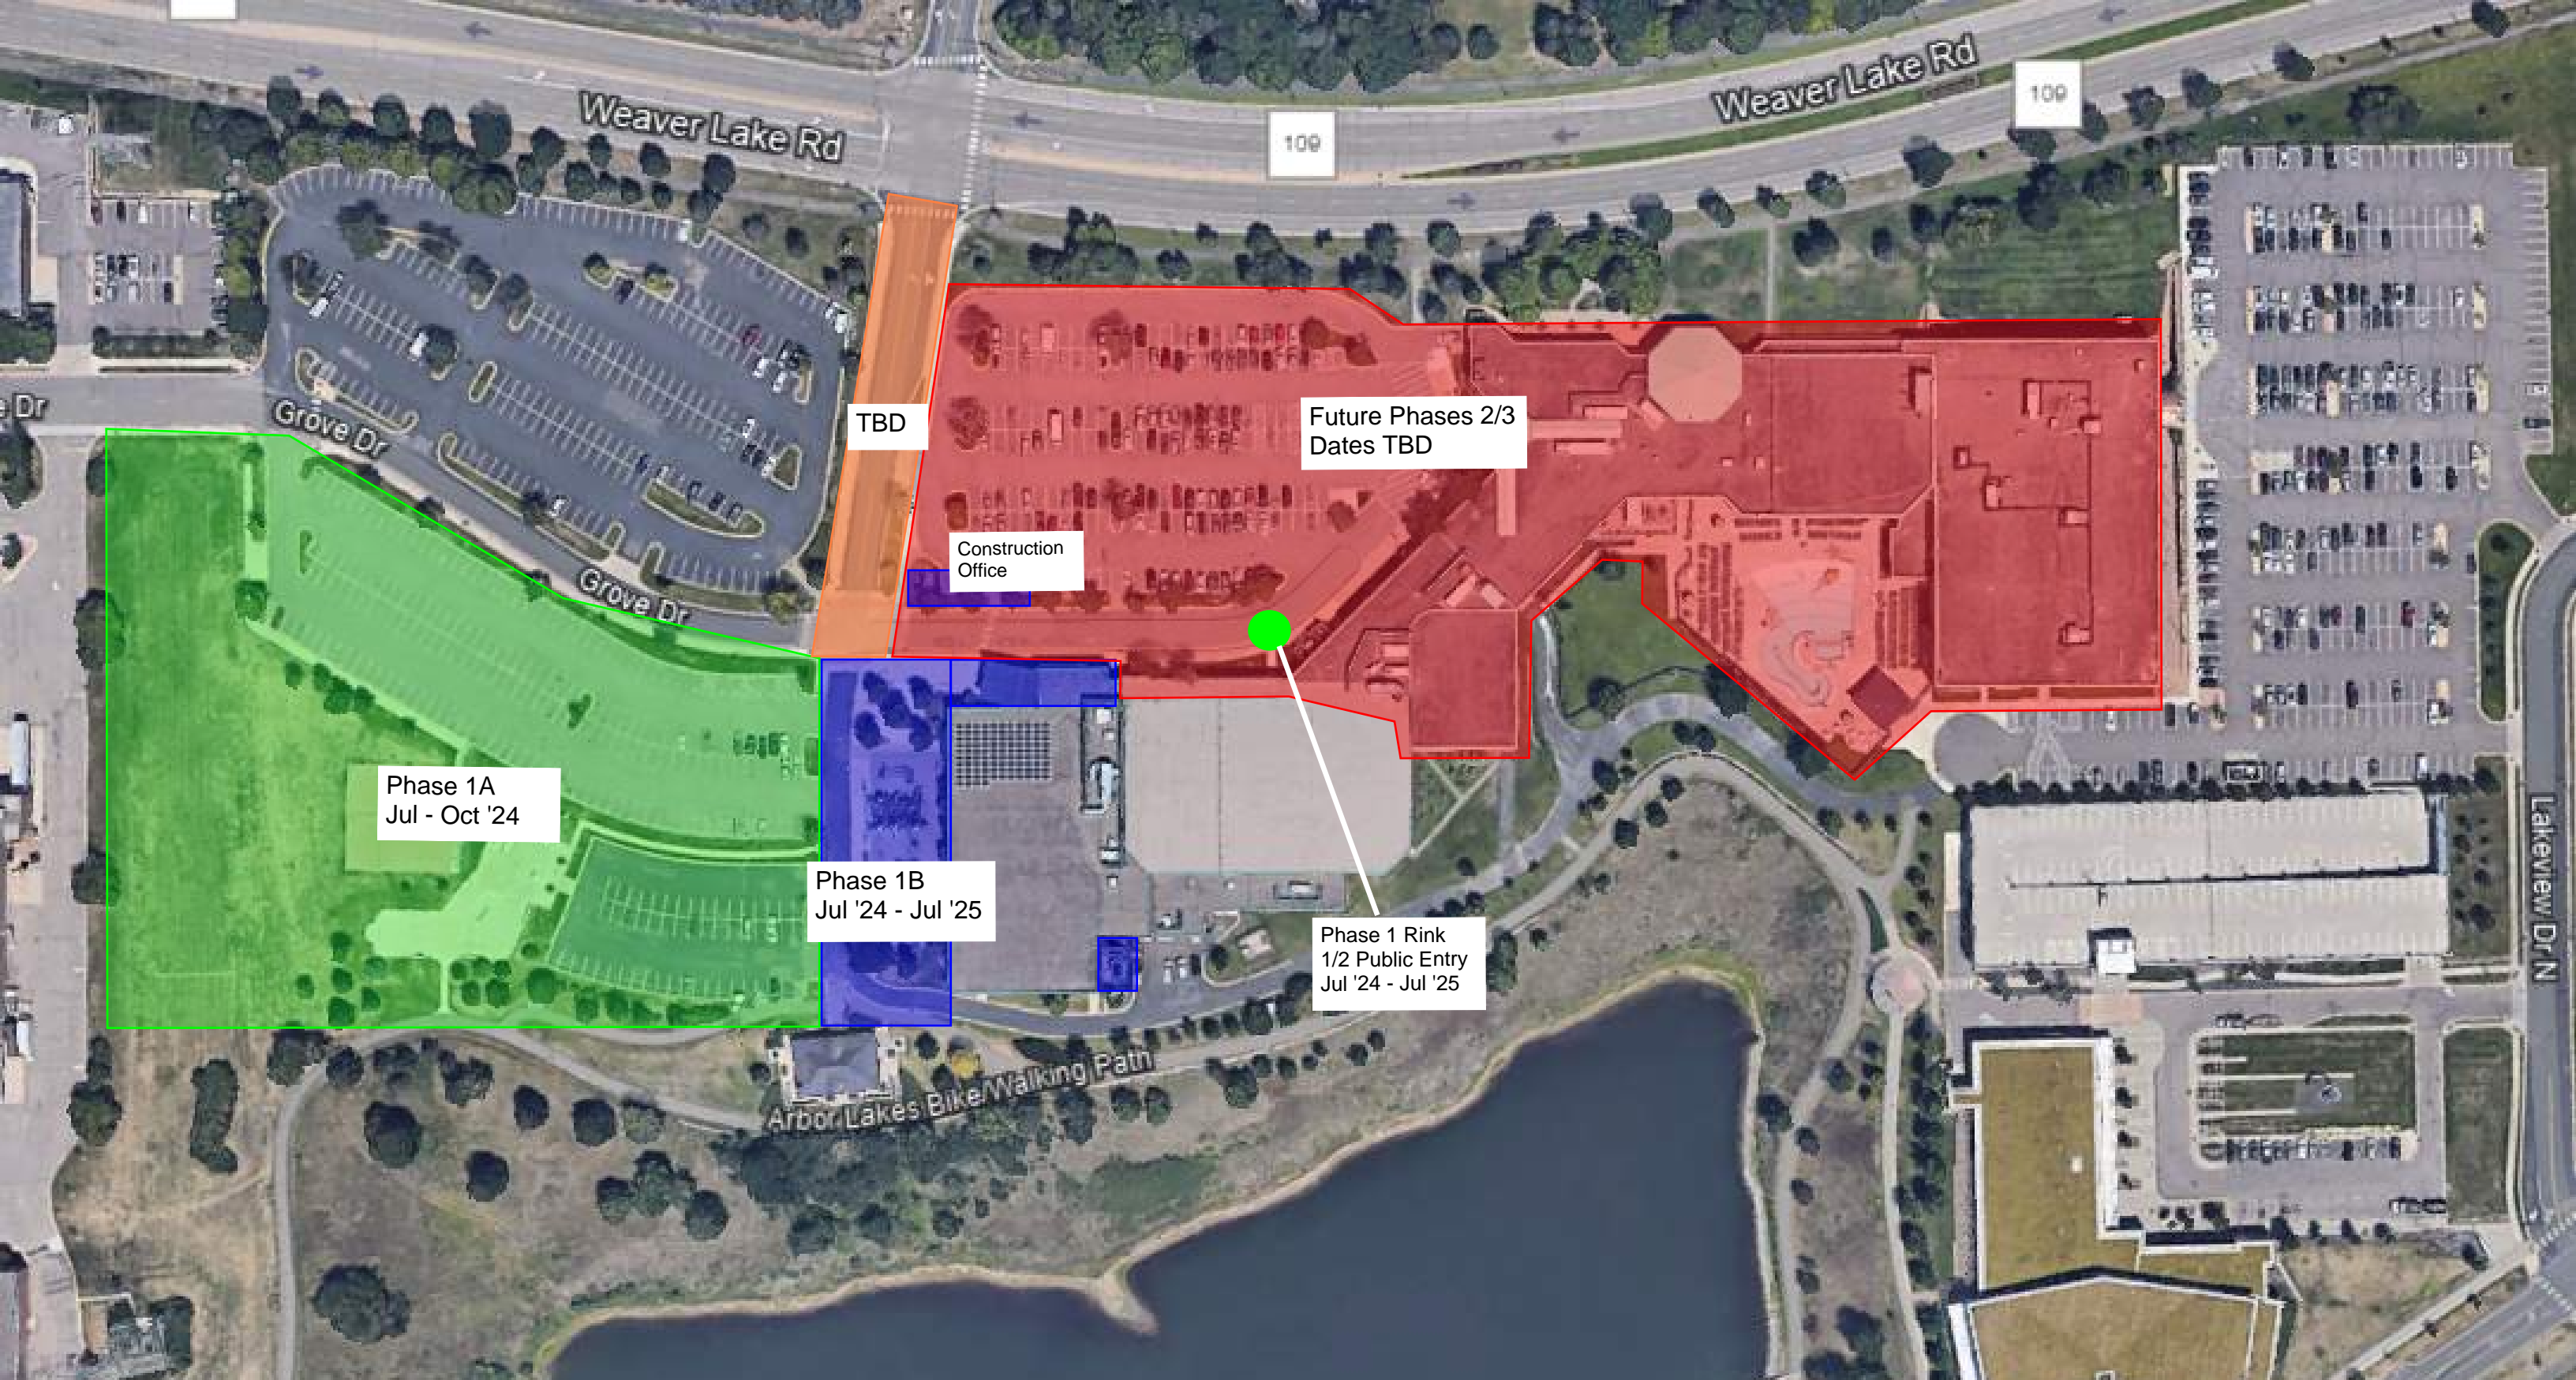 Weaver Lake Rd
Weaver Lake Rd
109
109
e Dr
Grove Dr
Grove Dr
TBD
Future Phases 2/3
Dates TBD
Construction
Office
Phase 1A
Jul - Oct '24
Phase 1B
Jul '24 - Jul '25
Phase 1 Rink
1/2 Public Entry
Jul '24 - Jul '25
Lakeview Dr N
Arbor Lakes Bike/Walking Path